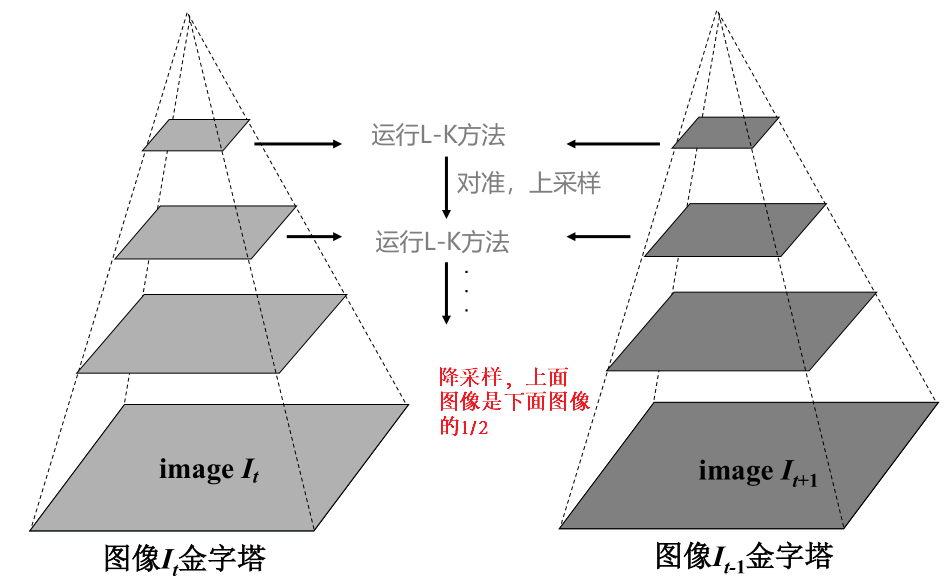 运行L-K方法
对准，上采样
运行L-K方法
降采样，上面
图像是下面图像
的1/2
image It
image It+1
图像It金字塔
图像It-1金字塔